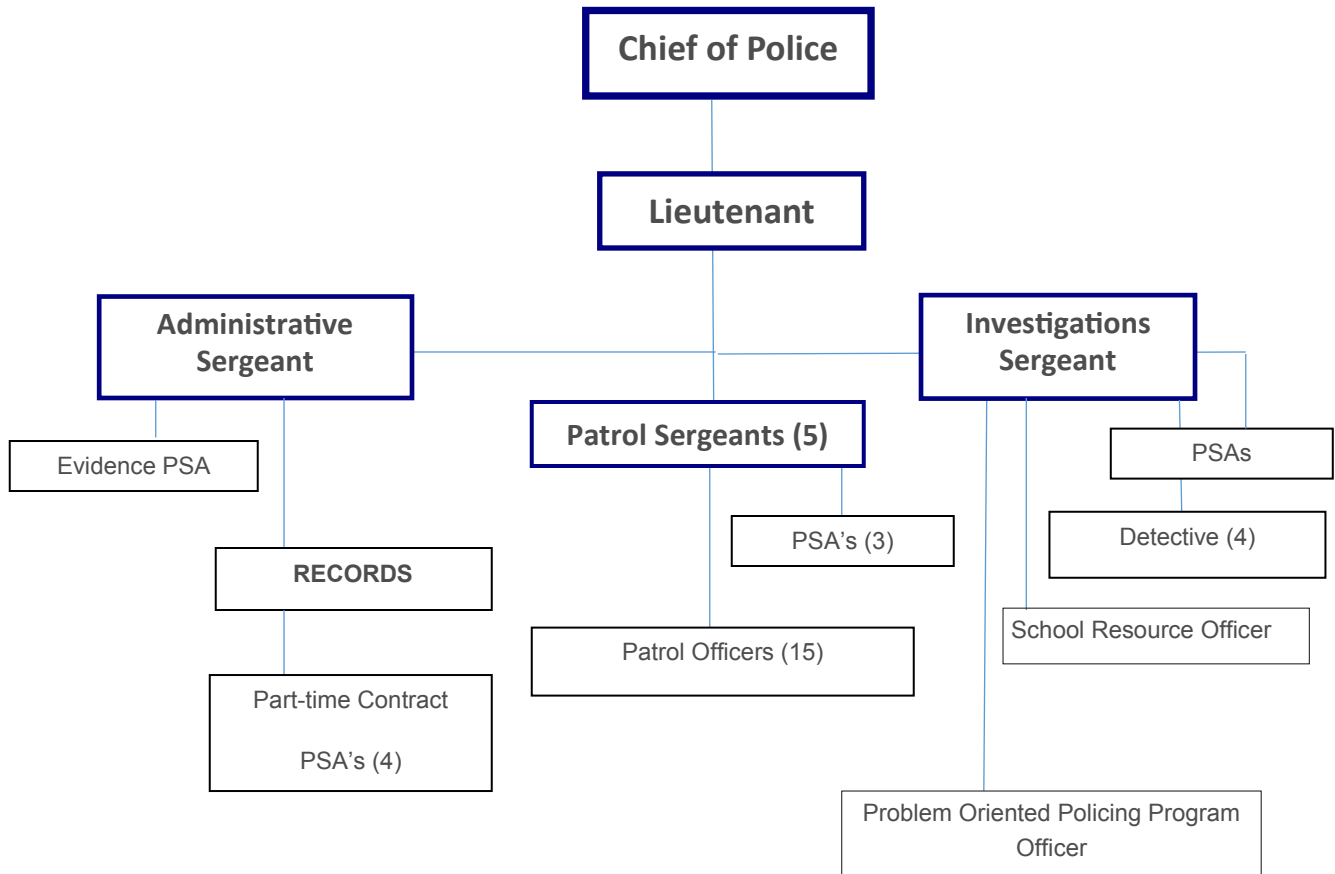 Chief of Police
Lieutenant
Administrative
Sergeant
Investigations
Sergeant
Patrol Sergeants (5)
Evidence PSA
PSAs
PSA’s (3)
Detective (4)
RECORDS
School Resource Officer
Patrol Officers (15)
Part-time Contract
PSA’s (4)
Problem Oriented Policing Program
Officer